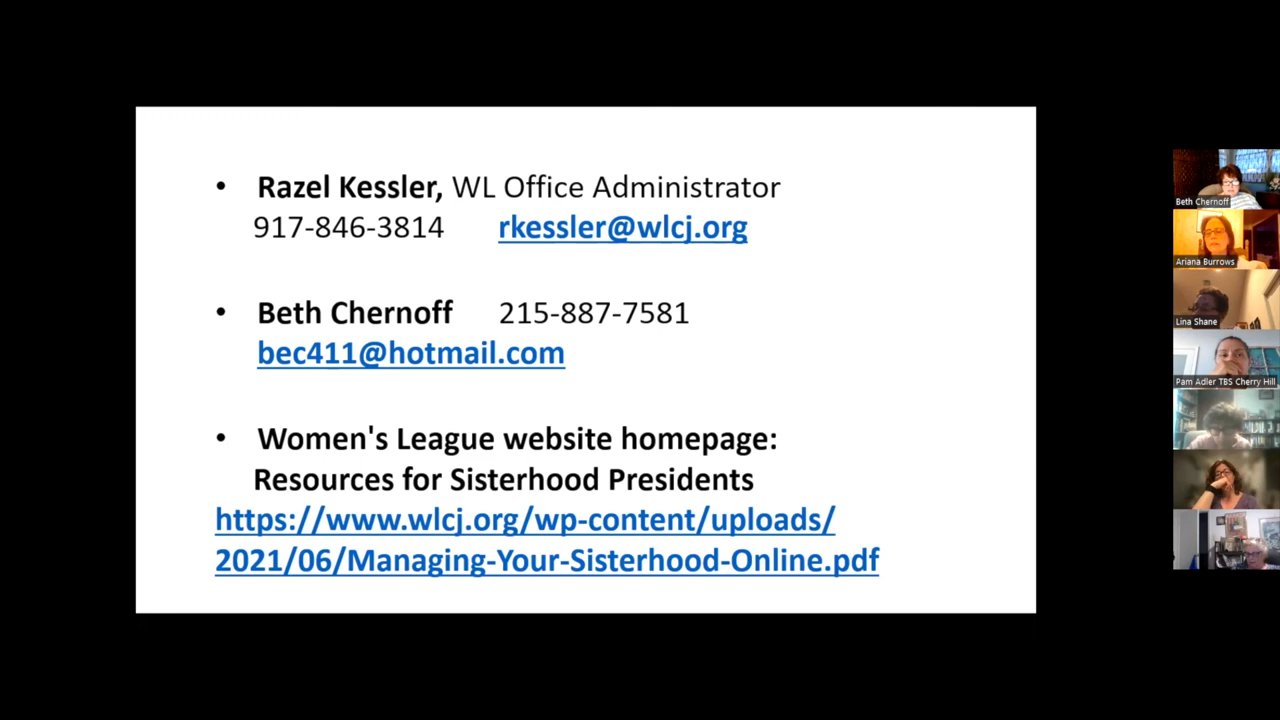 • Razel Kessler, WL Office Administrator
917-846-3814 rkessler@wlcj.org
• Beth Chernoff 215-887-7581
bec411@hotmail.com
• Women's League website homepage:
Resources for Sisterhood Presidents
https://www.wlcj.org/wp-content/uploads/
2021/06/Managing-Your-Sisterhood-Online.pdf
Beth Chernoff
Ariana Burrows
Lina Shane
Pam Adler TBS Cherry Hill